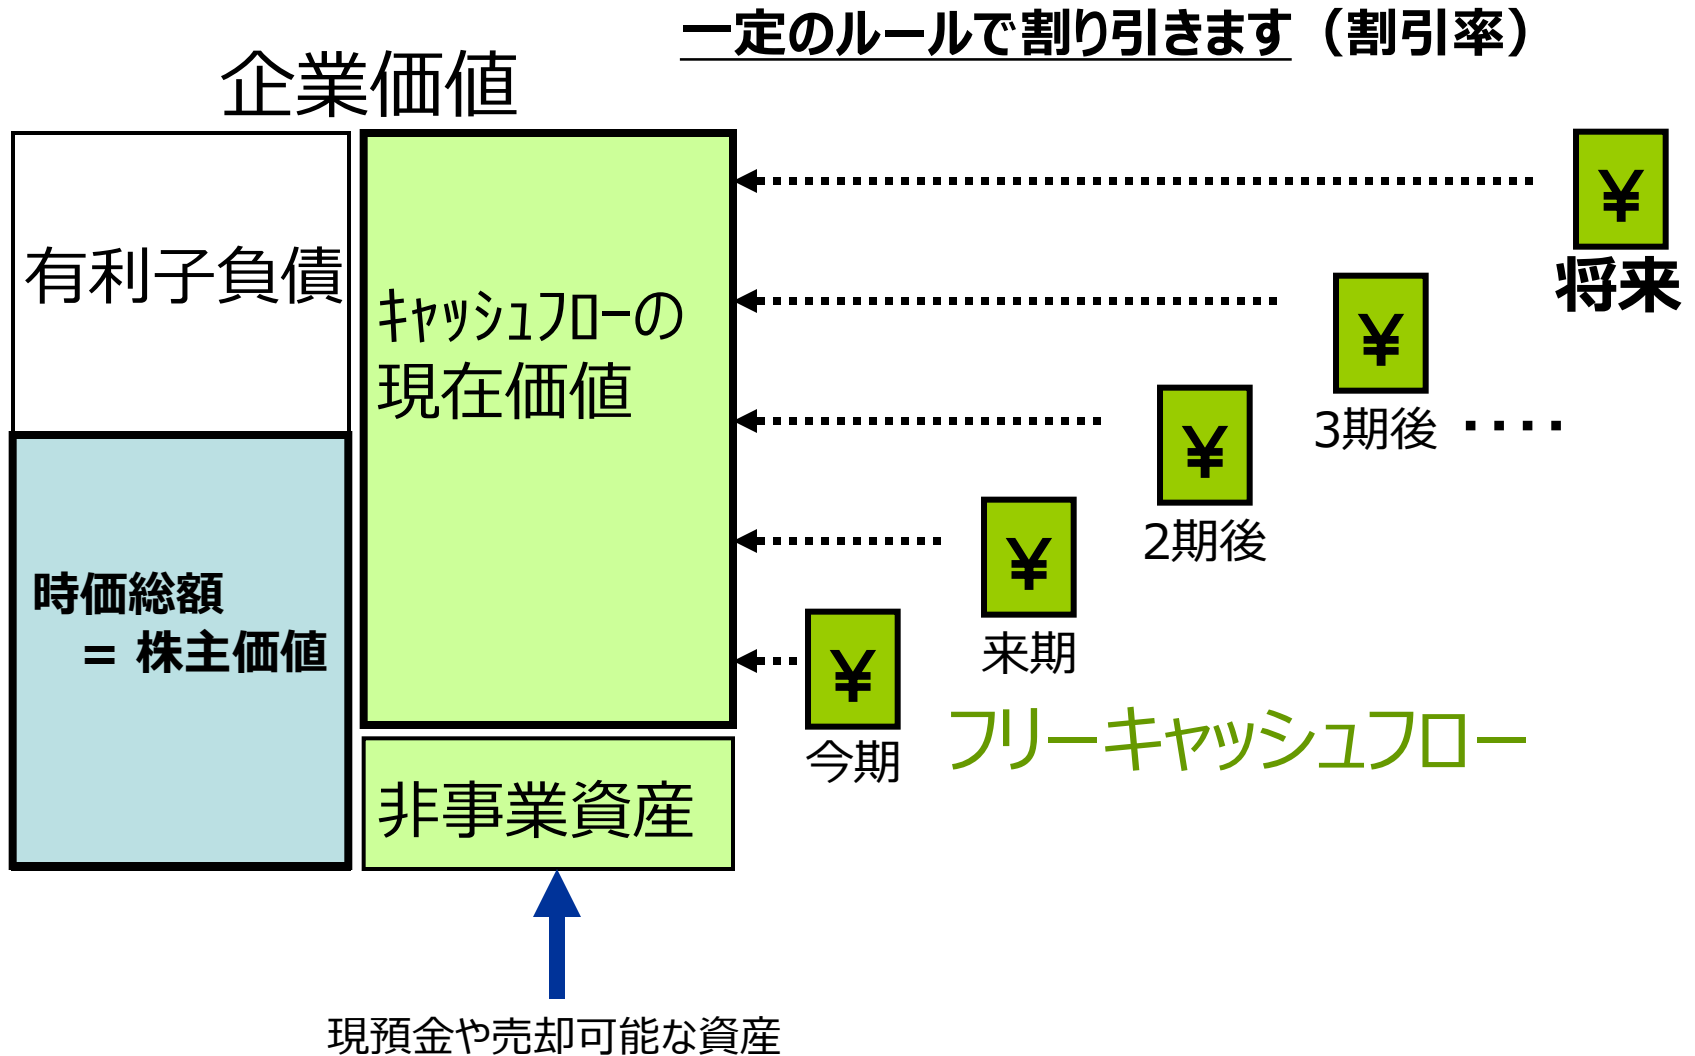 一定のルールで割り引きます（割引率）
企業価値
有利子負債
ｷｬｯｼｭﾌﾛｰの
現在価値
時価総額
= 株主価値
非事業資産
現預金や売却可能な資産
¥
今期
¥
来期
¥
2期後
¥
3期後
････
¥
将来
フリーキャッシュフロー